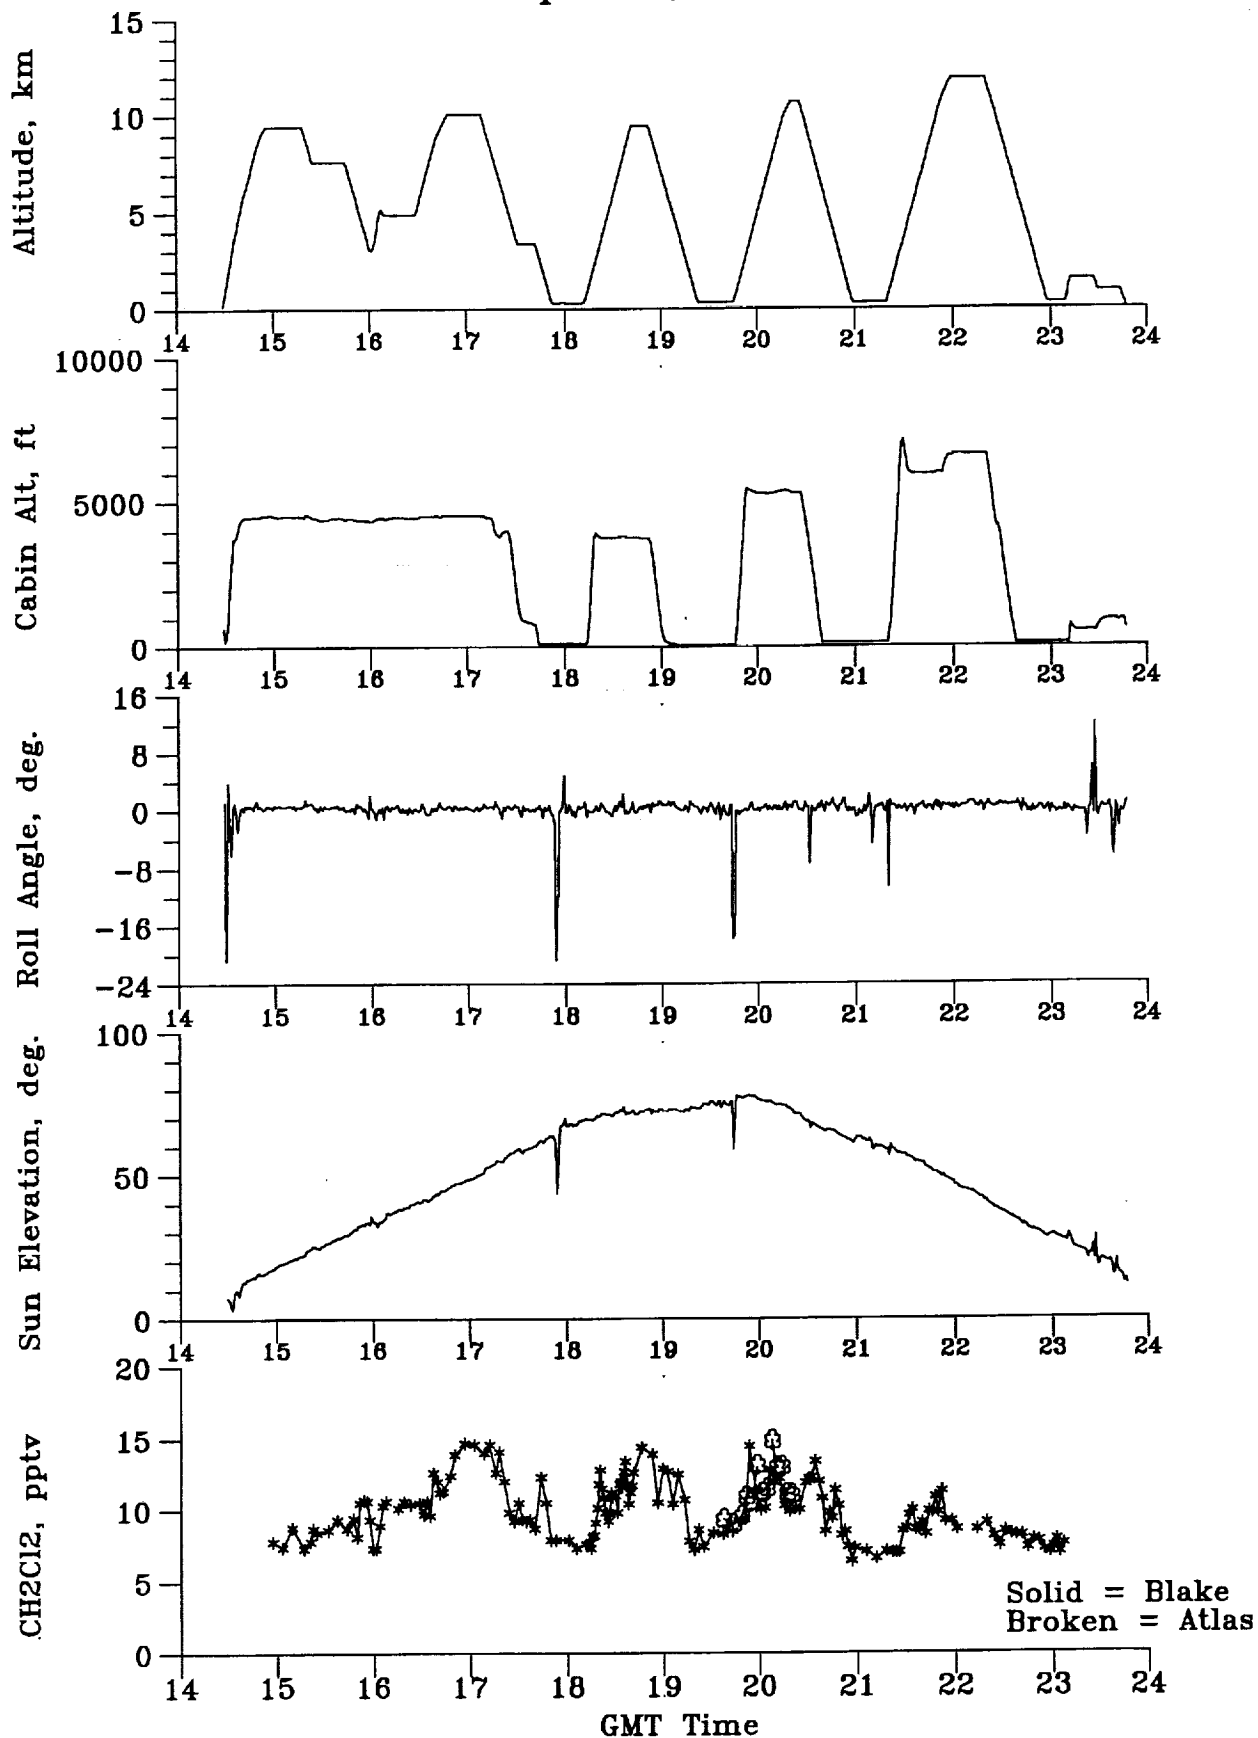 15
10
5
0
Altitude, km
14 15 16 17 18 19 20 21 22 23 24
10000
5000
0
Cabin Alt, ft
14 15 16 17 18 19 20 21 22 23 24
16
8
0
-8
-16
-24
Roll Angle, deg.
14 15 16 17 18 19 20 21 22 23 24
100
50
0
Sun Elevation, deg.
14 15 16 17 18 19 20 21 22 23 24
20
15
10
5
0
CH2Cl2, pptv
Solid = Blake
Broken = Atlas
14 15 16 17 18 19 20 21 22 23 24
GMT Time